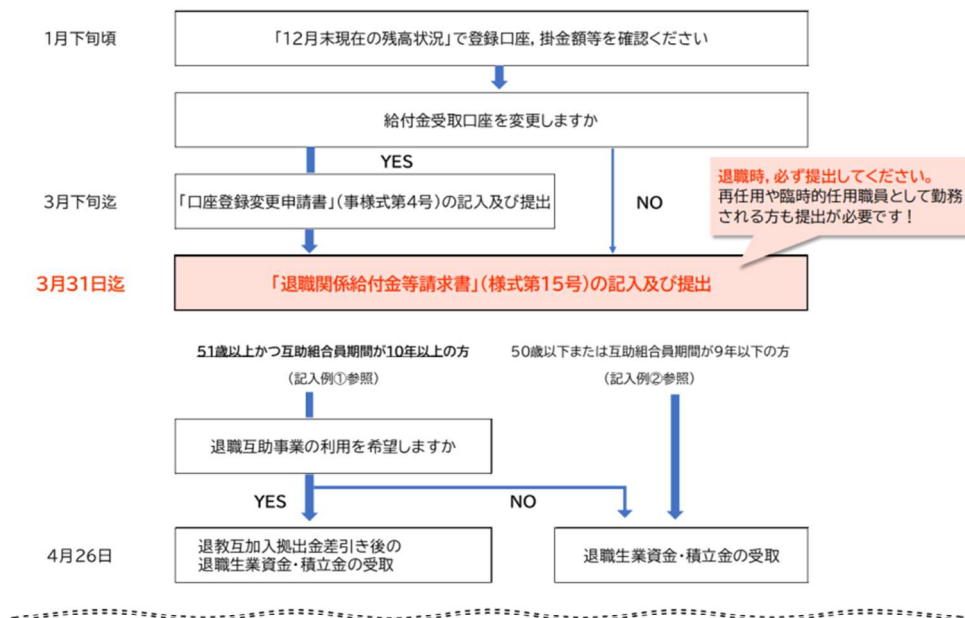 1月下旬頃
「12月末現在の残高状況」で登録口座，掛金額等を確認ください
給付金受取口座を変更しますか
YES
3月下旬迄
「口座登録変更申請書」(事様式第4号)の記入及び提出
NO
退職時，必ず提出してください。
再任用や臨時的任用職員として勤務
される方も提出が必要です！
3月31日迄
「退職関係給付金等請求書」(様式第15号)の記入及び提出
51歳以上かつ互助組合員期間が10年以上の方
(記入例①参照)
50歳以下または互助組合員期間が9年以下の方
(記入例②参照)
退職互助事業の利用を希望しますか
YES
NO
4月26日
退教互加入拠出金差引き後の
退職生業資金・積立金の受取
退職生業資金・積立金の受取